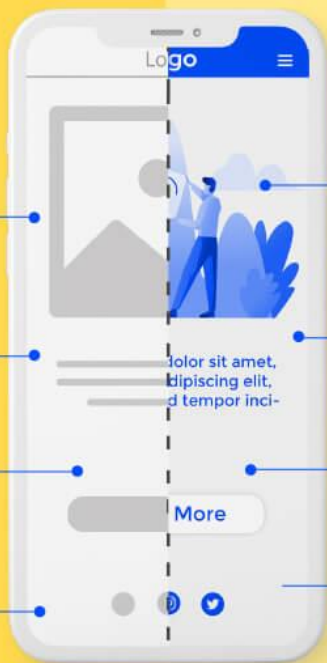 Logo
dolor sit amet,
dipiscing elit,
d tempor inci-
More